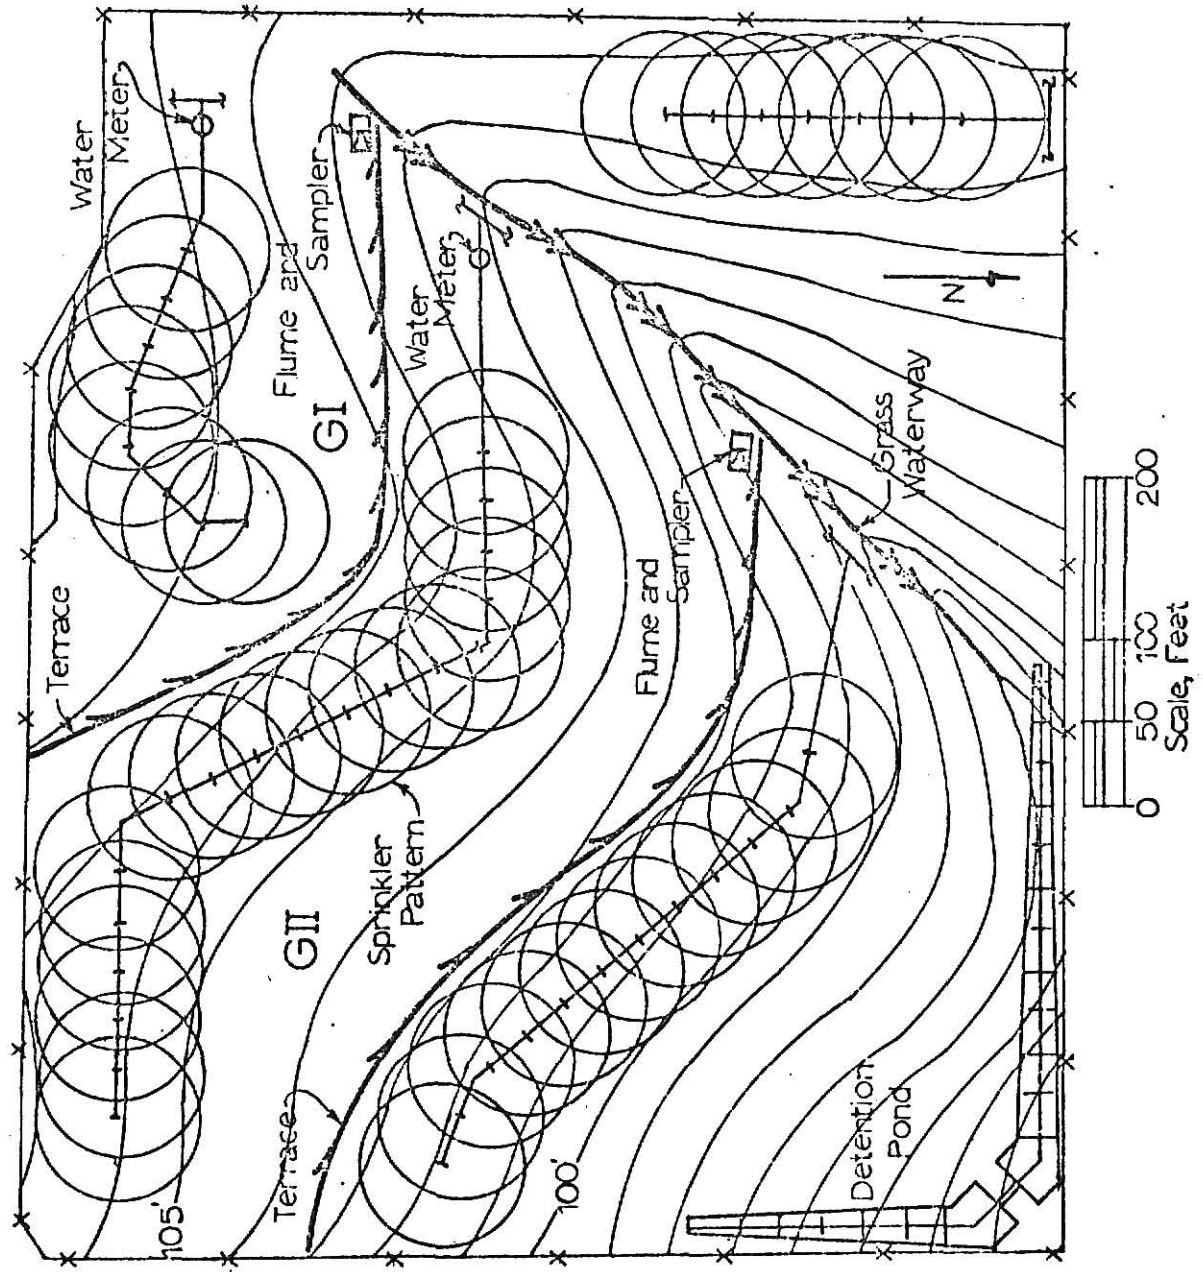 Water
Meter
Flume and
Sampler
Water
Meter
GI
Terrace
N
Grass
Waterway
Flume and
Sampler
Sprinkler
Pattern
GII
Terrace
105'
100'
Detention
Pond
0 50 100 200
Scale, Feet